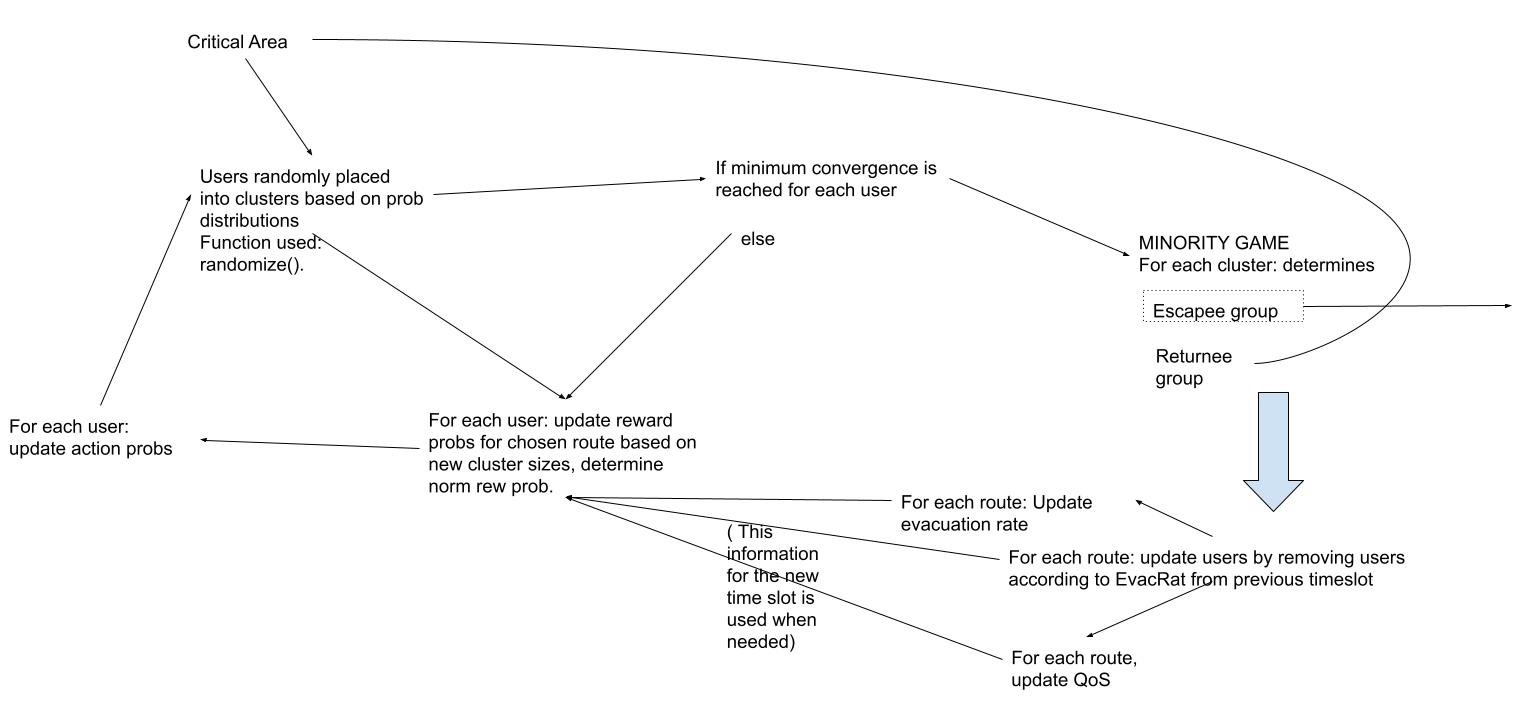 Critical Area
Users randomly placed
into clusters based on prob
distributions
Function used:
randomize().
If minimum convergence is
reached for each user
else
MINORITY GAME
For each cluster: determines
Escapee group
Returnee
group
For each user:
update action probs
For each user: update reward
probs for chosen route based on
new cluster sizes, determine
norm rew prob.
( This
information
for the new
time slot is
used when
needed)
For each route: Update
evacuation rate
For each route: update users by removing users
according to EvacRat from previous timeslot
For each route,
update QoS